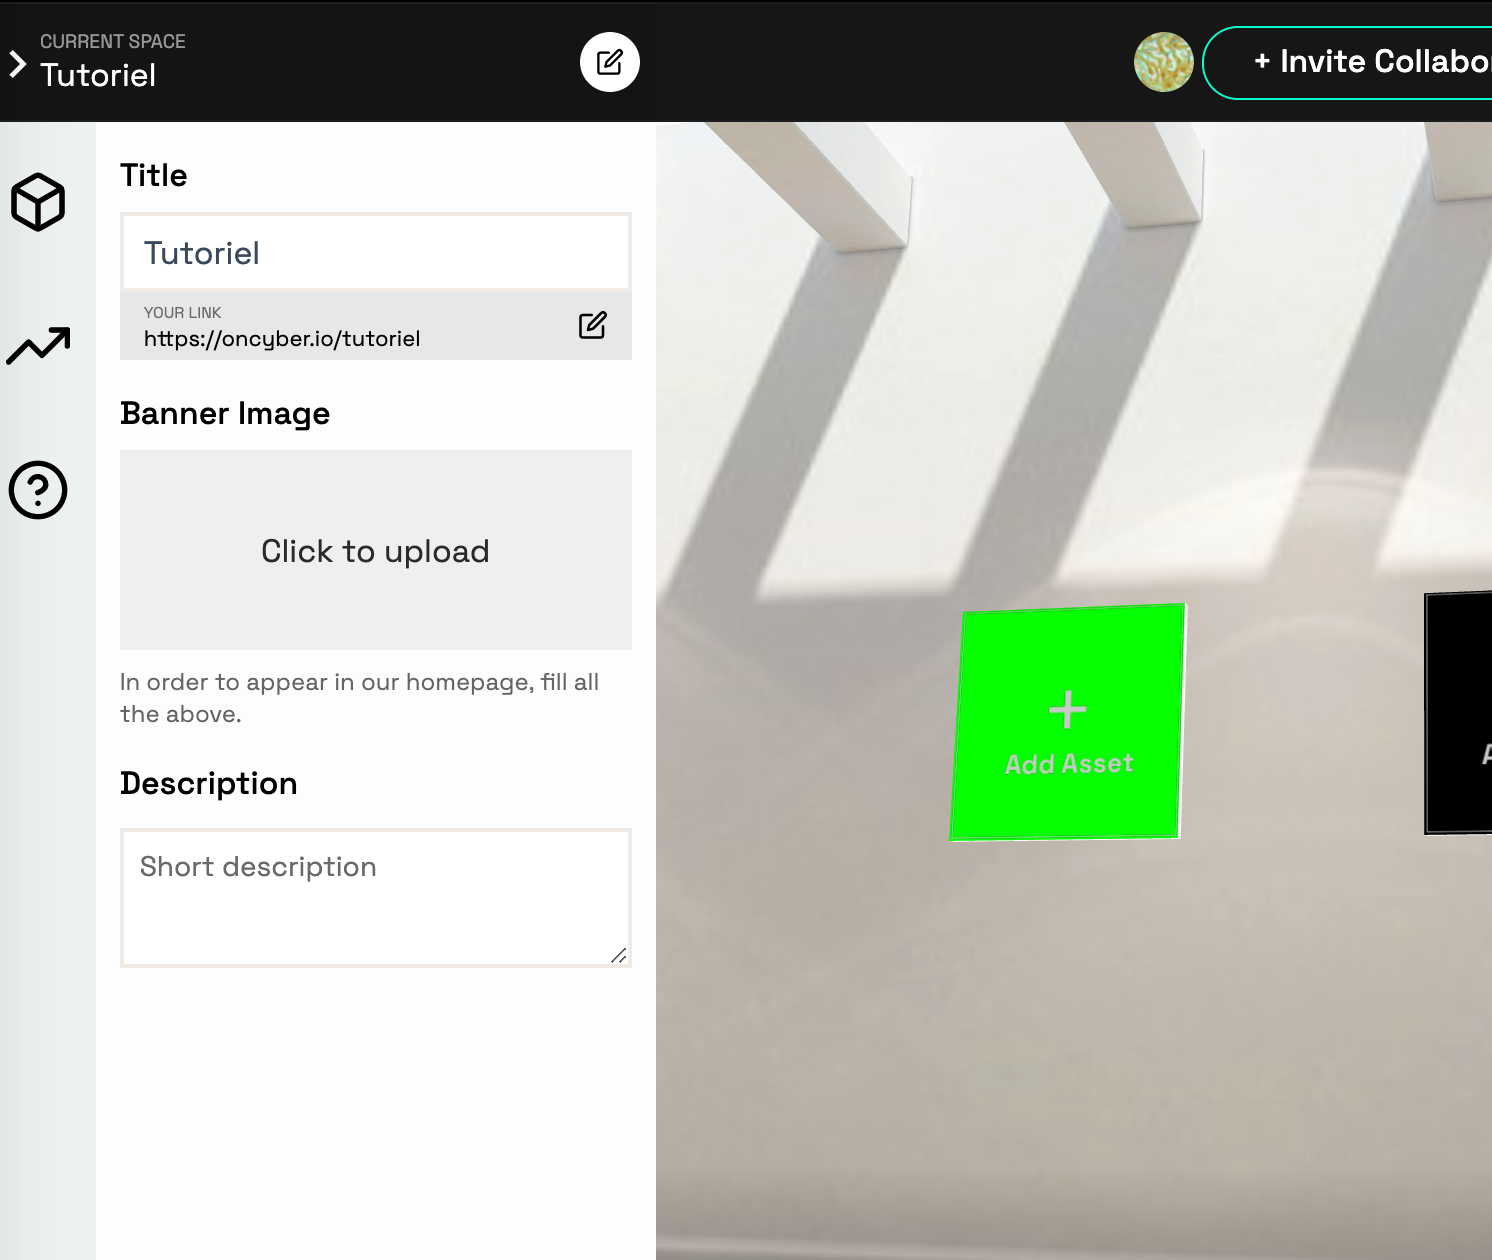 CURRENT SPACE
Tutoriel
+ Invite Collabo
Title
Tutoriel
YOUR LINK
https://oncyber.io/tutoriel
Banner Image
Click to upload
In order to appear in our homepage, fill all
the above.
Description
Short description
+
Add Asset
A